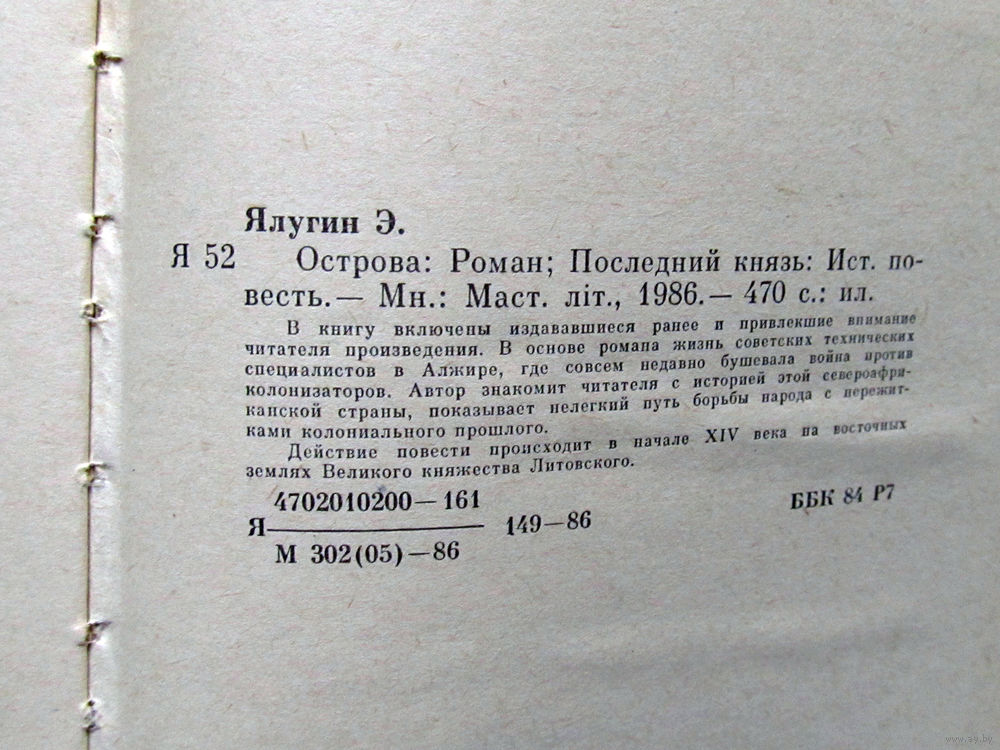 Ялугин Э.
Я 52 Острова: Роман; Последний князь: Ист. по-
весть.— Мн.: Маст. літ., 1986.— 470 с.: ил.
В книгу включены издававшиеся ранее и привлекшие внимание
читателя произведения. В основе романа жизнь советских технических
специалистов в Алжире, где совсем недавно бушевала война против
колонизаторов. Автор знакомит читателя с историей этой североафри-
канской страны, показывает нелегкий путь борьбы народа с пережит-
ками колониального прошлого.
Действие повести происходит в начале XIV века на восточных
землях Великого княжества Литовского.
4702010200—161
Я 149—86 ББК 84 Р7
М 302(05)—86
www.ay.by